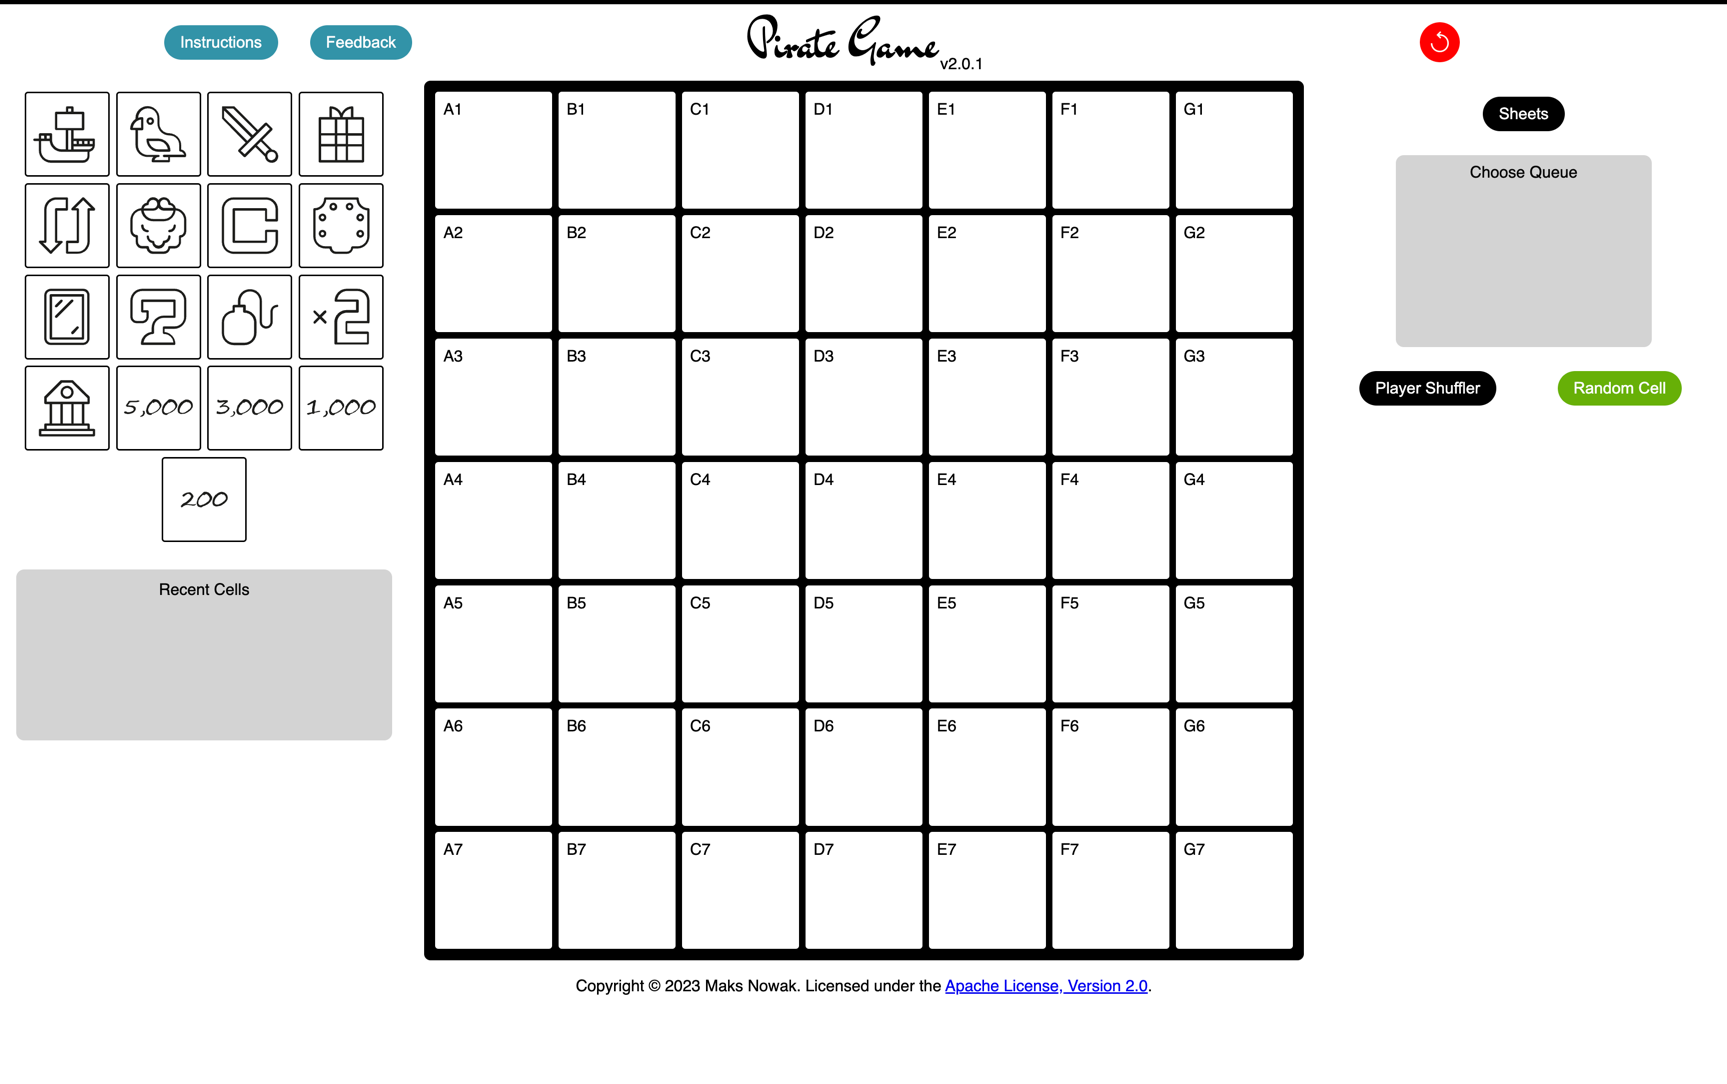 Instructions
Feedback
Pirate Game v2.0.1
5,000
3,000
1,000
200
Recent Cells
A1 B1 C1 D1 E1 F1 G1
A2 B2 C2 D2 E2 F2 G2
A3 B3 C3 D3 E3 F3 G3
A4 B4 C4 D4 E4 F4 G4
A5 B5 C5 D5 E5 F5 G5
A6 B6 C6 D6 E6 F6 G6
A7 B7 C7 D7 E7 F7 G7
Sheets
Choose Queue
Player Shuffler
Random Cell
×2
C
?
Copyright © 2023 Maks Nowak. Licensed under the Apache License, Version 2.0.